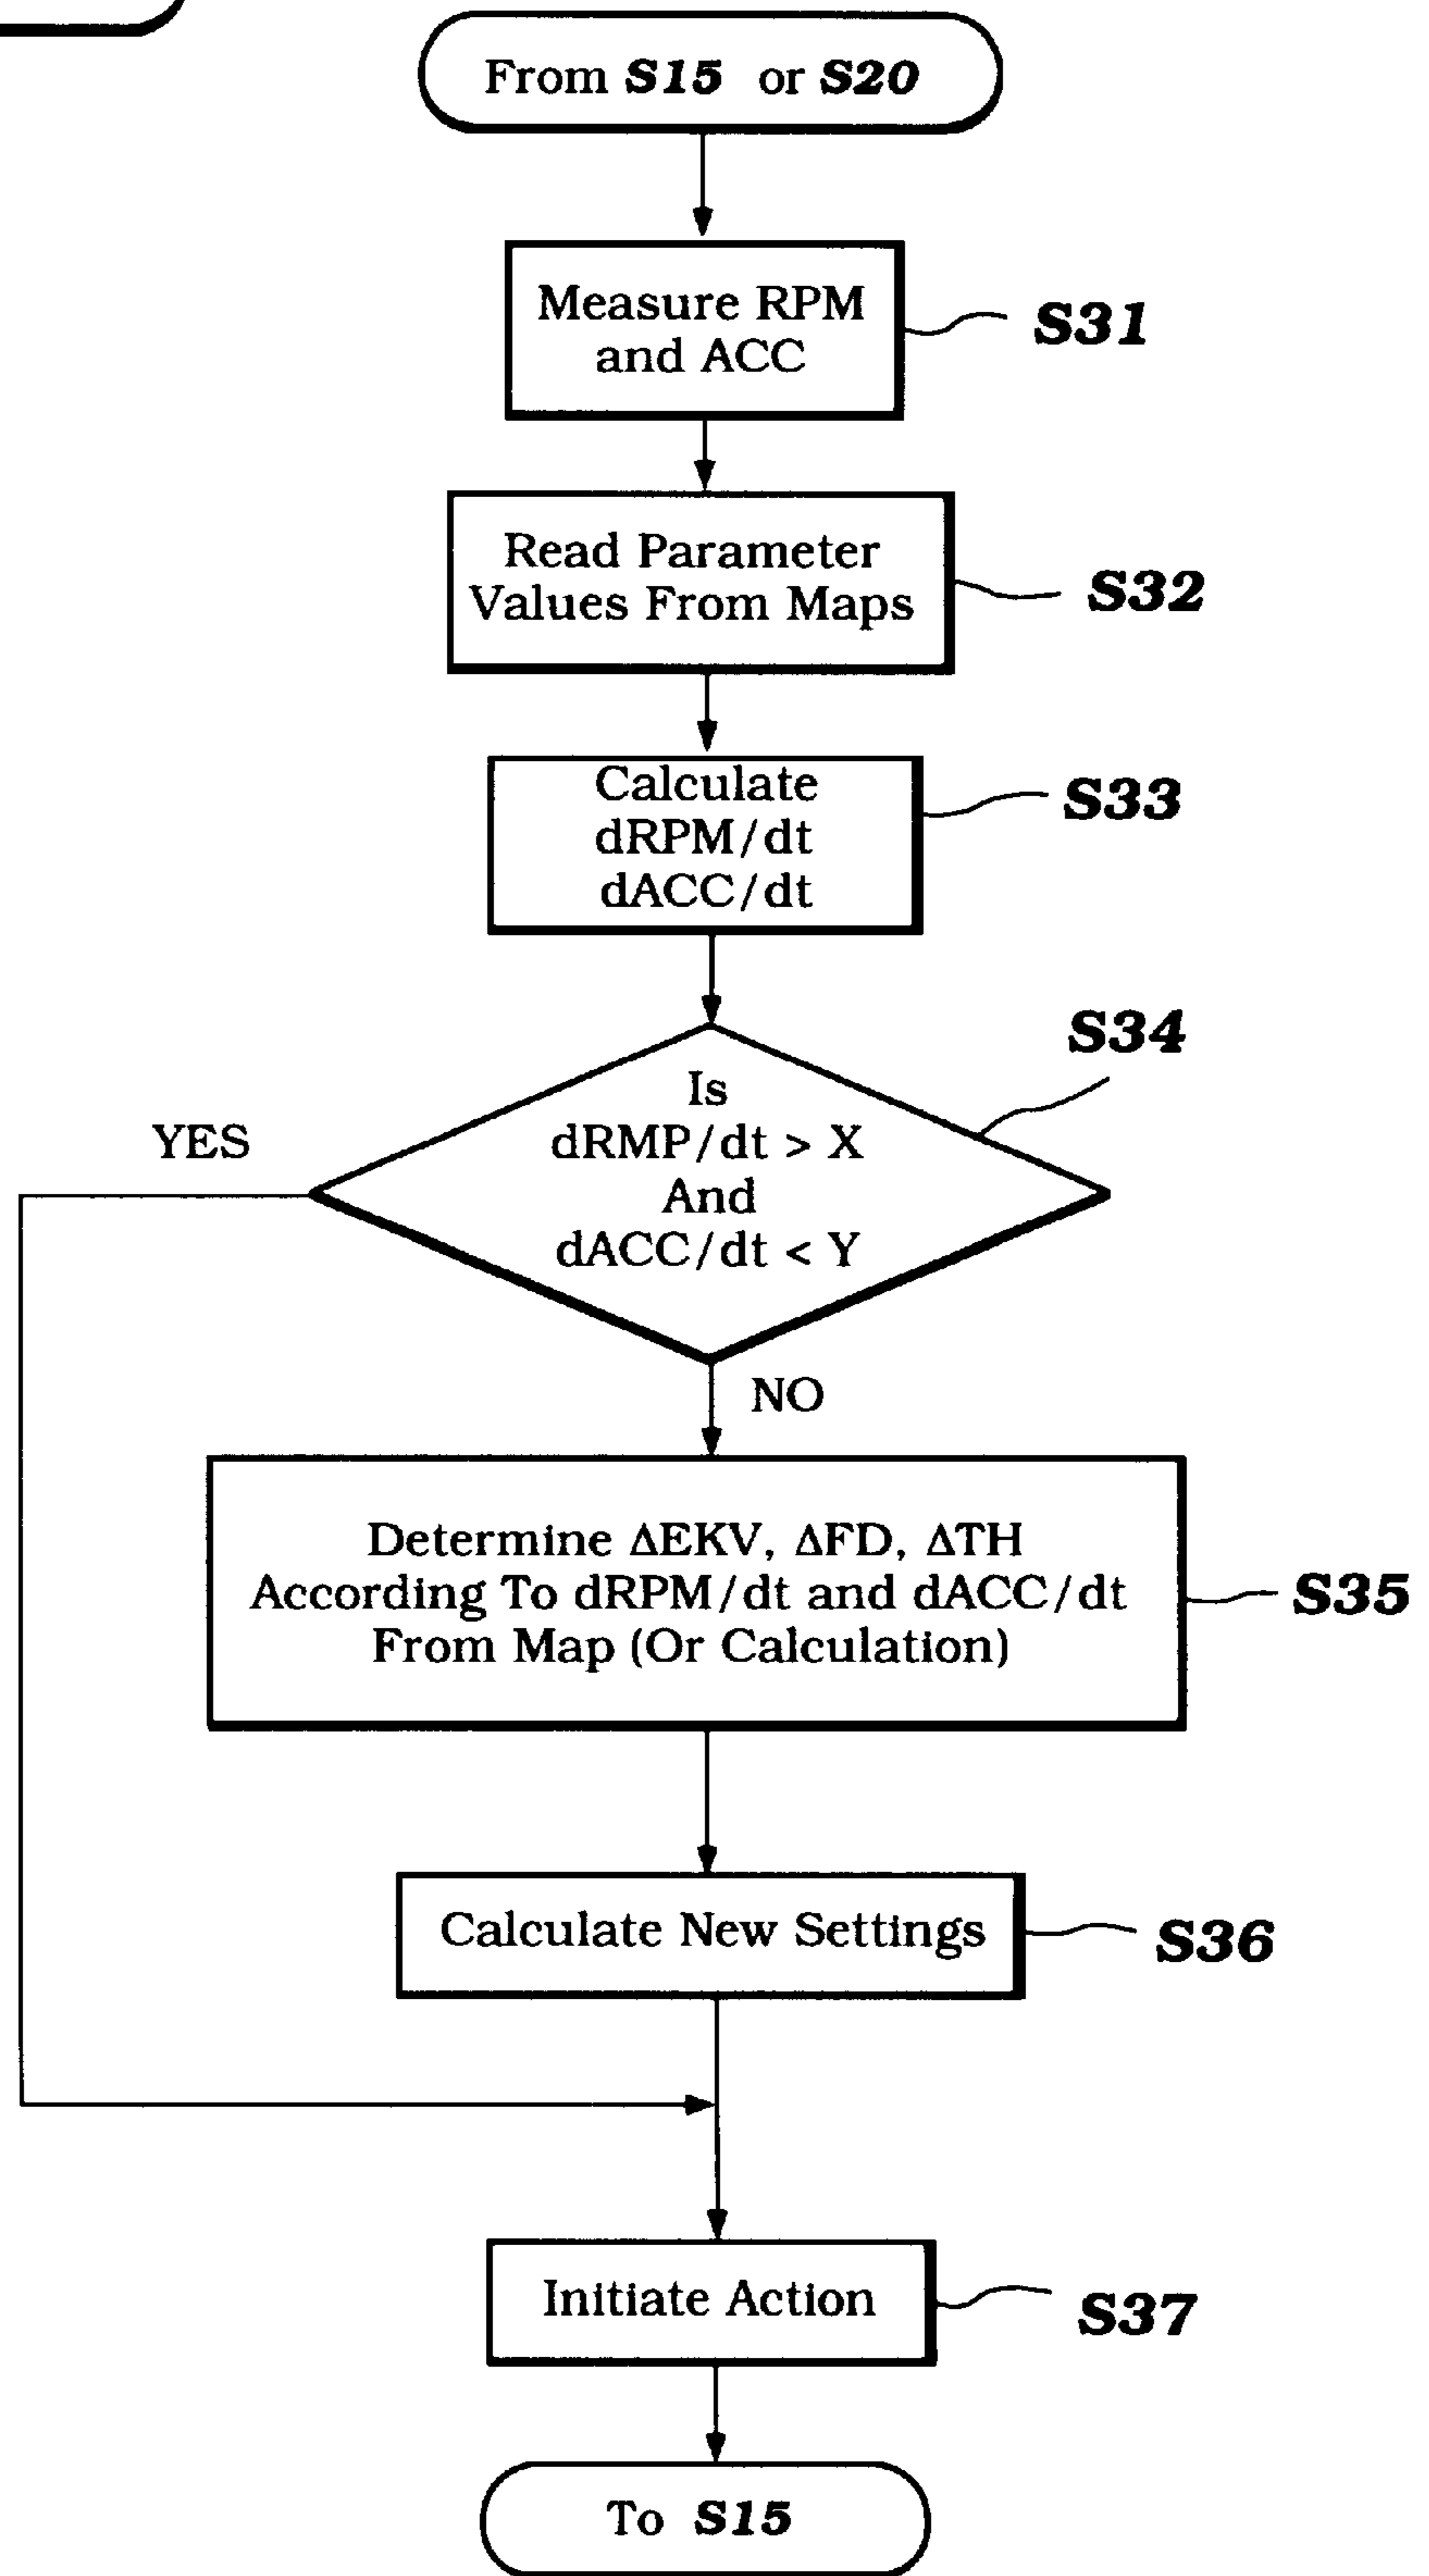 From S15 or S20
Measure RPM
and ACC
S31
Read Parameter
Values From Maps
S32
Calculate
dRPM/dt
dACC/dt
S33
S34
Is
dRMP/dt > X
And
dACC/dt < Y
YES
NO
Determine ΔEKV, ΔFD, ΔTH
According To dRPM/dt and dACC/dt
From Map (Or Calculation)
S35
Calculate New Settings
S36
Initiate Action
S37
To S15